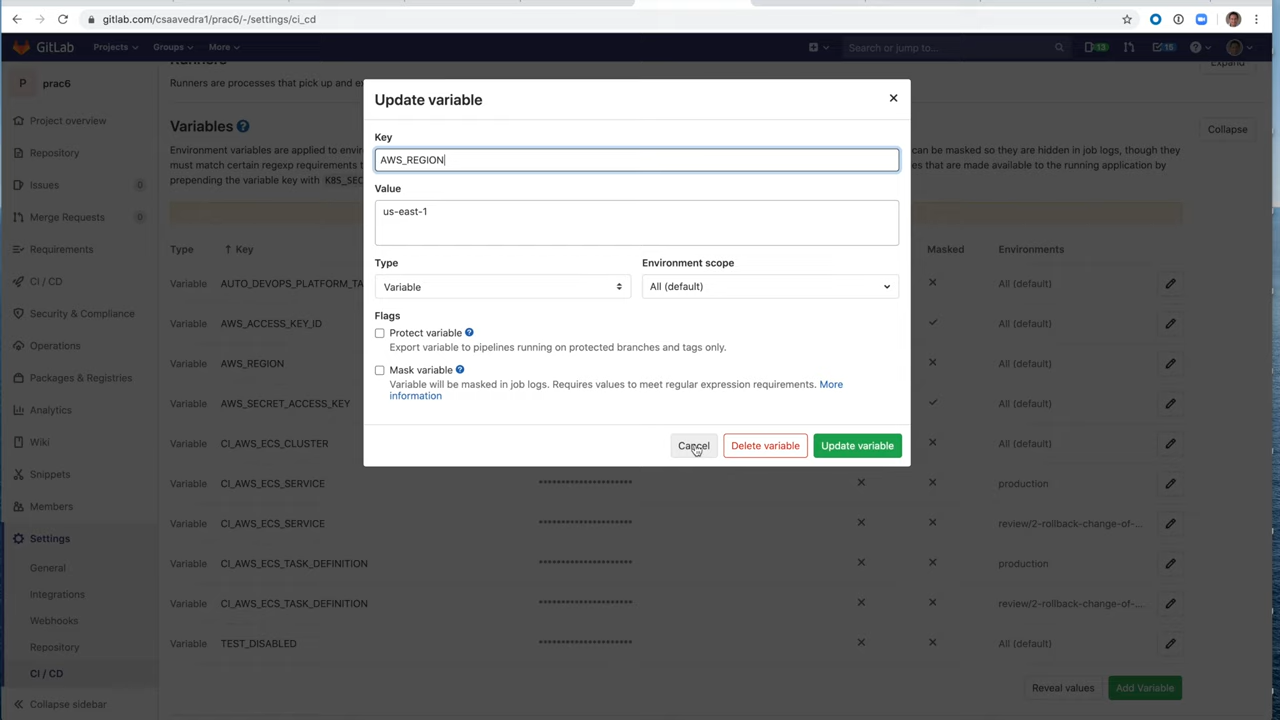 gitlab.com/csaavedra1/prac6/-/settings/ci_cd
GitLab Projects Groups More Search or jump to... 13 15
P prac6
Project overview
Repository
Issues 0
Merge Requests 0
Requirements
CI / CD
Security & Compliance
Operations
Packages & Registries
Analytics
Wiki
Snippets
Members
Settings
General
Integrations
Webhooks
Repository
CI / CD
Collapse sidebar
Runners Expand
Runners are processes that pick up and e
Variables Collapse
Environment variables are applied to enviro can be masked so they are hidden in job logs, though they
must match certain regexp requirements t es that are made available to the running application by
prepending the variable key with K8S_SEC
Type ↑ Key Masked Environments
Variable AUTO_DEVOPS_PLATFORM_TA All (default)
Variable AWS_ACCESS_KEY_ID All (default)
Variable AWS_REGION All (default)
Variable AWS_SECRET_ACCESS_KEY All (default)
Variable CI_AWS_ECS_CLUSTER All (default)
Variable CI_AWS_ECS_SERVICE ******************** production
Variable CI_AWS_ECS_SERVICE ******************** review/2-rollback-change-of-...
Variable CI_AWS_ECS_TASK_DEFINITION ******************** production
Variable CI_AWS_ECS_TASK_DEFINITION ******************** review/2-rollback-change-of-...
Variable TEST_DISABLED ******************** All (default)
Reveal values Add Variable
Update variable
Key
AWS_REGION
Value
us-east-1
Type Environment scope
Variable All (default)
Flags
Protect variable
Export variable to pipelines running on protected branches and tags only.
Mask variable
Variable will be masked in job logs. Requires values to meet regular expression requirements. More
information
Cancel Delete variable Update variable